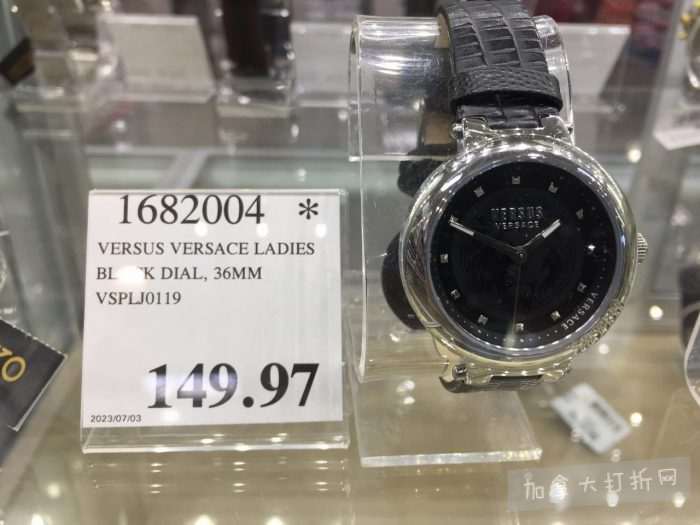 1682004 *
VERSUS VERSACE LADIES
DIAL, 36MM
VSPLJ0119
149.97
2023/07/03
VERSUS
VERSACE
VERSACE
70
加拿大打折网